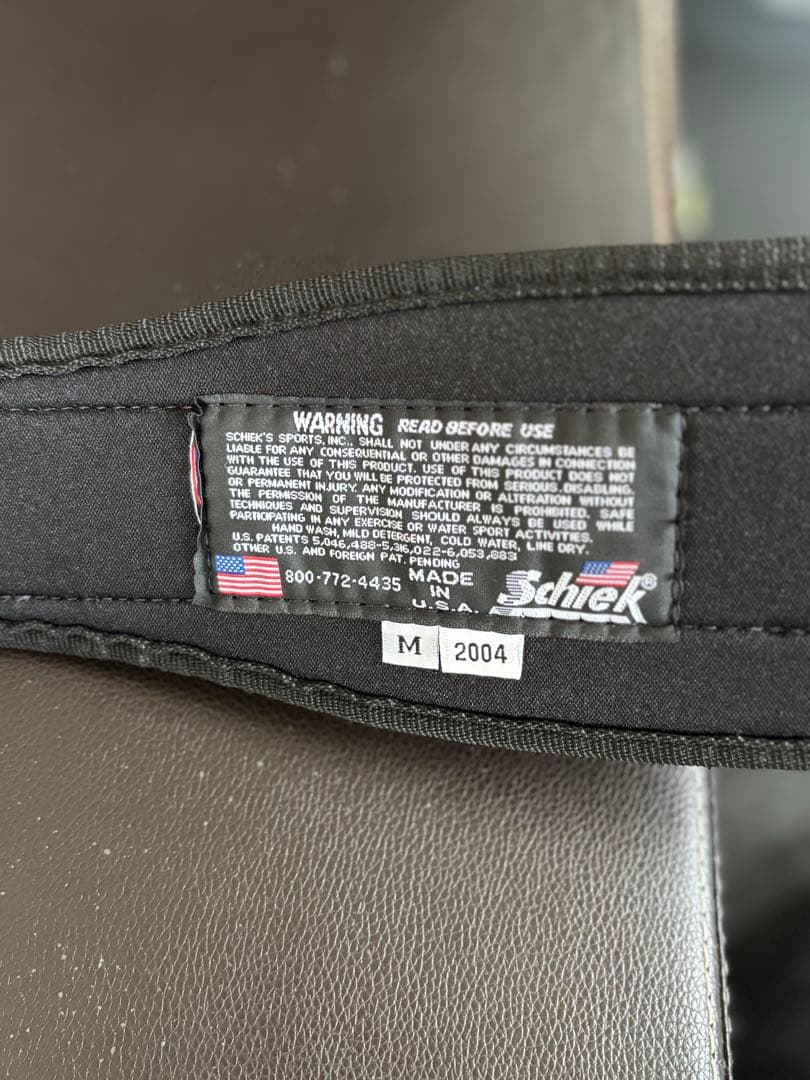 WARNING READ BEFORE USE
SCHIEK'S SPORTS, INC., SHALL NOT UNDER ANY CIRCUMSTANCES BE
LIABLE FOR ANY CONSEQUENTIAL OR OTHER DAMAGES IN CONNECTION
WITH THE USE OF THIS PRODUCT. USE OF THIS PRODUCT DOES NOT
GUARANTEE THAT YOU WILL BE PROTECTED FROM SERIOUS, DISABLING,
OR PERMANENT INJURY. ANY MODIFICATION OR ALTERATION WITHOUT
THE PERMISSION OF THE MANUFACTURER IS PROHIBITED. SAFE
TECHNIQUES AND SUPERVISION SHOULD ALWAYS BE USED WHILE
PARTICIPATING IN ANY EXERCISE OR WATER SPORT ACTIVITIES.
HAND WASH, MILD DETERGENT, COLD WATER, LINE DRY.
U.S. PATENTS 5,046,488-5,316,022-6,053,883
OTHER U.S. AND FOREIGN PAT. PENDING
800-772-4435 MADE
IN
U.S.A.
Schiek®
M 2004